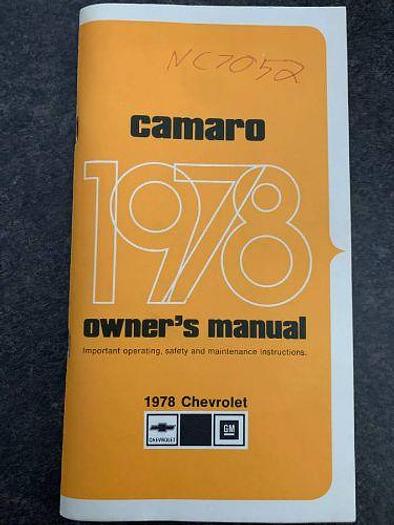 NC7052
camaro
1978
owner's manual
Important operating, safety and maintenance instructions.
1978 Chevrolet
CHEVROLET
GM